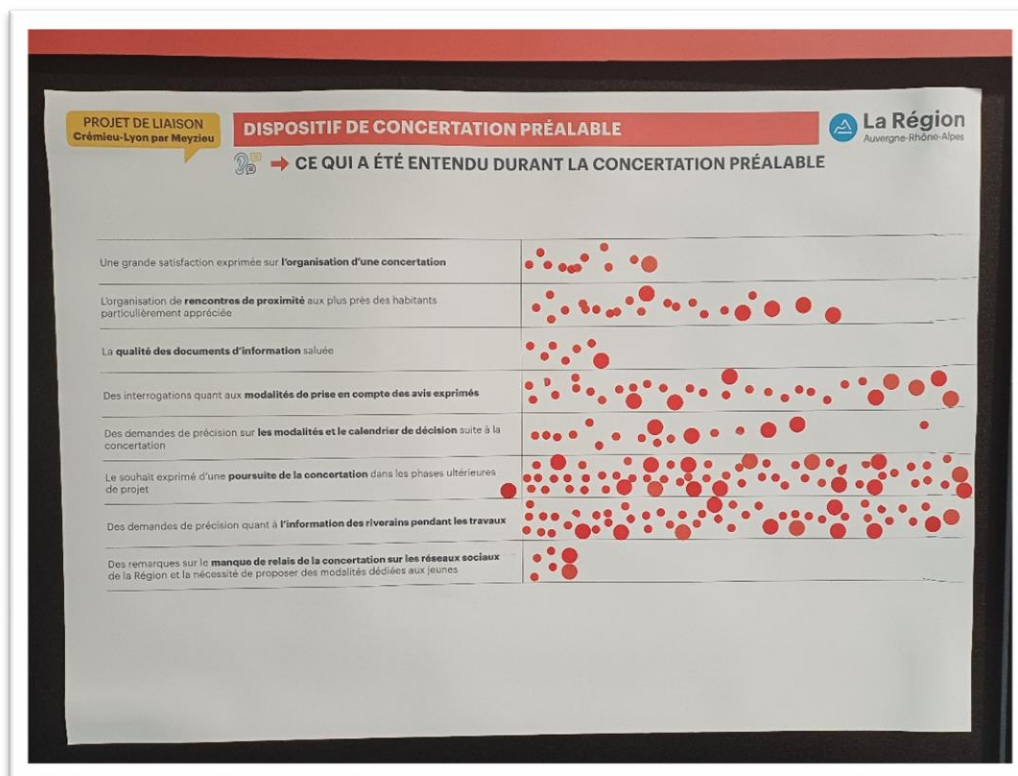 PROJET DE LIAISON
Crémieu-Lyon par Meyzieu
DISPOSITIF DE CONCERTATION PRÉALABLE
La Région
Auvergne-Rhône-Alpes
→ CE QUI A ÉTÉ ENTENDU DURANT LA CONCERTATION PRÉALABLE
Une grande satisfaction exprimée sur l'organisation d'une concertation
L'organisation de rencontres de proximité aux plus près des habitants
particulièrement appréciée
La qualité des documents d'information saluée
Des interrogations quant aux modalités de prise en compte des avis exprimés
Des demandes de précision sur les modalités et le calendrier de décision suite à la
concertation
Le souhait exprimé d'une poursuite de la concertation dans les phases ultérieures
de projet
Des demandes de précision quant à l'information des riverains pendant les travaux
Des remarques sur le manque de relais de la concertation sur les réseaux sociaux
de la Région et la nécessité de proposer des modalités dédiées aux jeunes